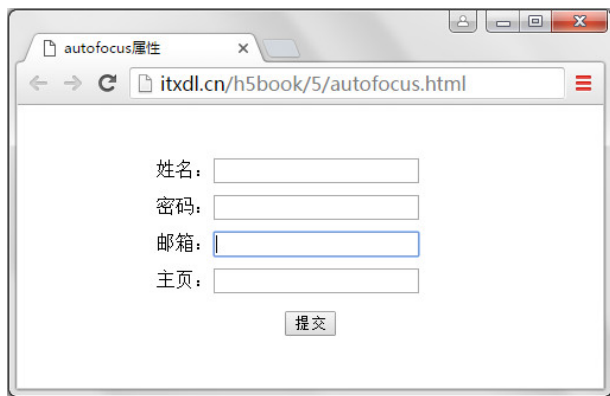 autofocus属性
itxdl.cn/h5book/5/autofocus.html
姓名：
密码：
邮箱：
主页：
提交